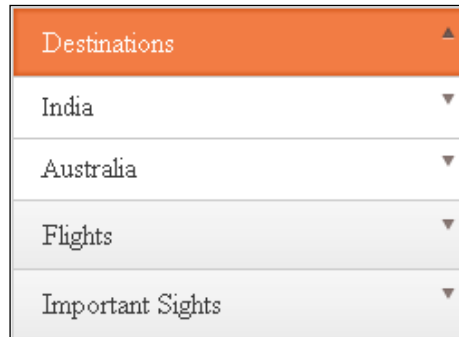 Destinations
India
Australia
Flights
Important Sights